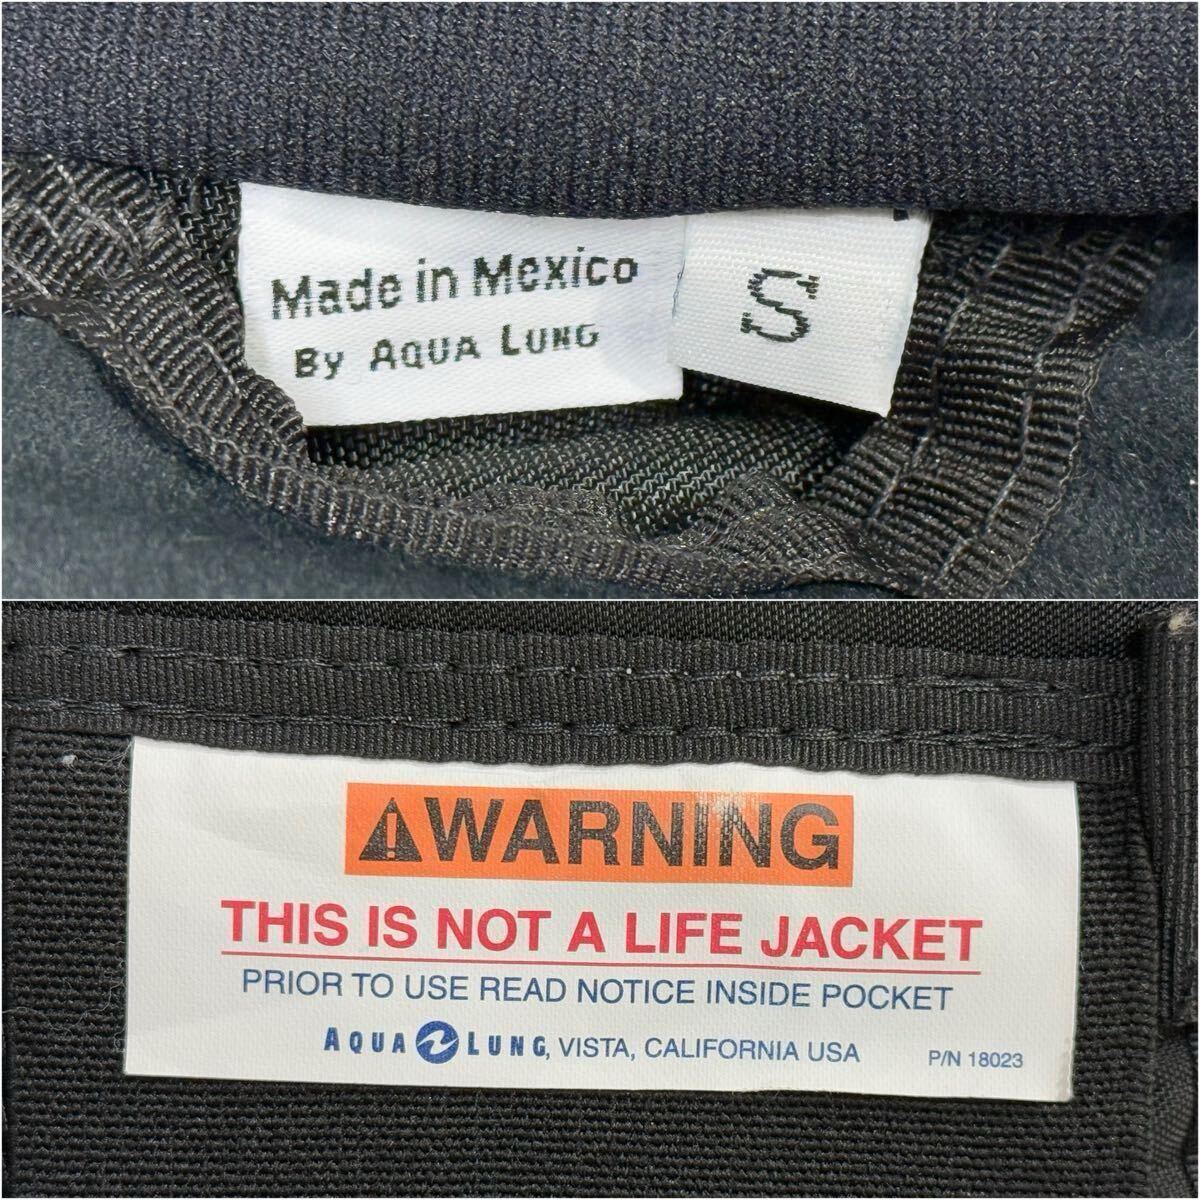 Made in Mexico
By AQUA LUNG
S
WARNING
THIS IS NOT A LIFE JACKET
PRIOR TO USE READ NOTICE INSIDE POCKET
AQUA LUNG, VISTA, CALIFORNIA USA
P/N 18023